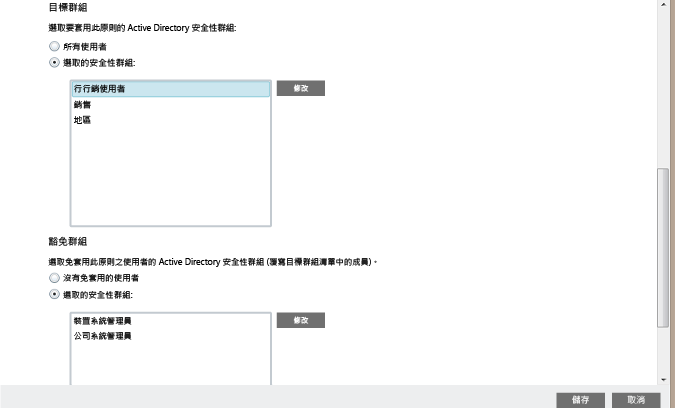 目標群組
選取要套用此原則的 Active Directory 安全性群組:
所有使用者
選取的安全性群組:
行行銷使用者
修改
銷售
地區
豁免群組
選取免套用此原則之使用者的 Active Directory 安全性群組 (覆寫目標群組清單中的成員)。
沒有免套用的使用者
選取的安全性群組:
裝置系統管理員
修改
公司系統管理員
儲存
取消